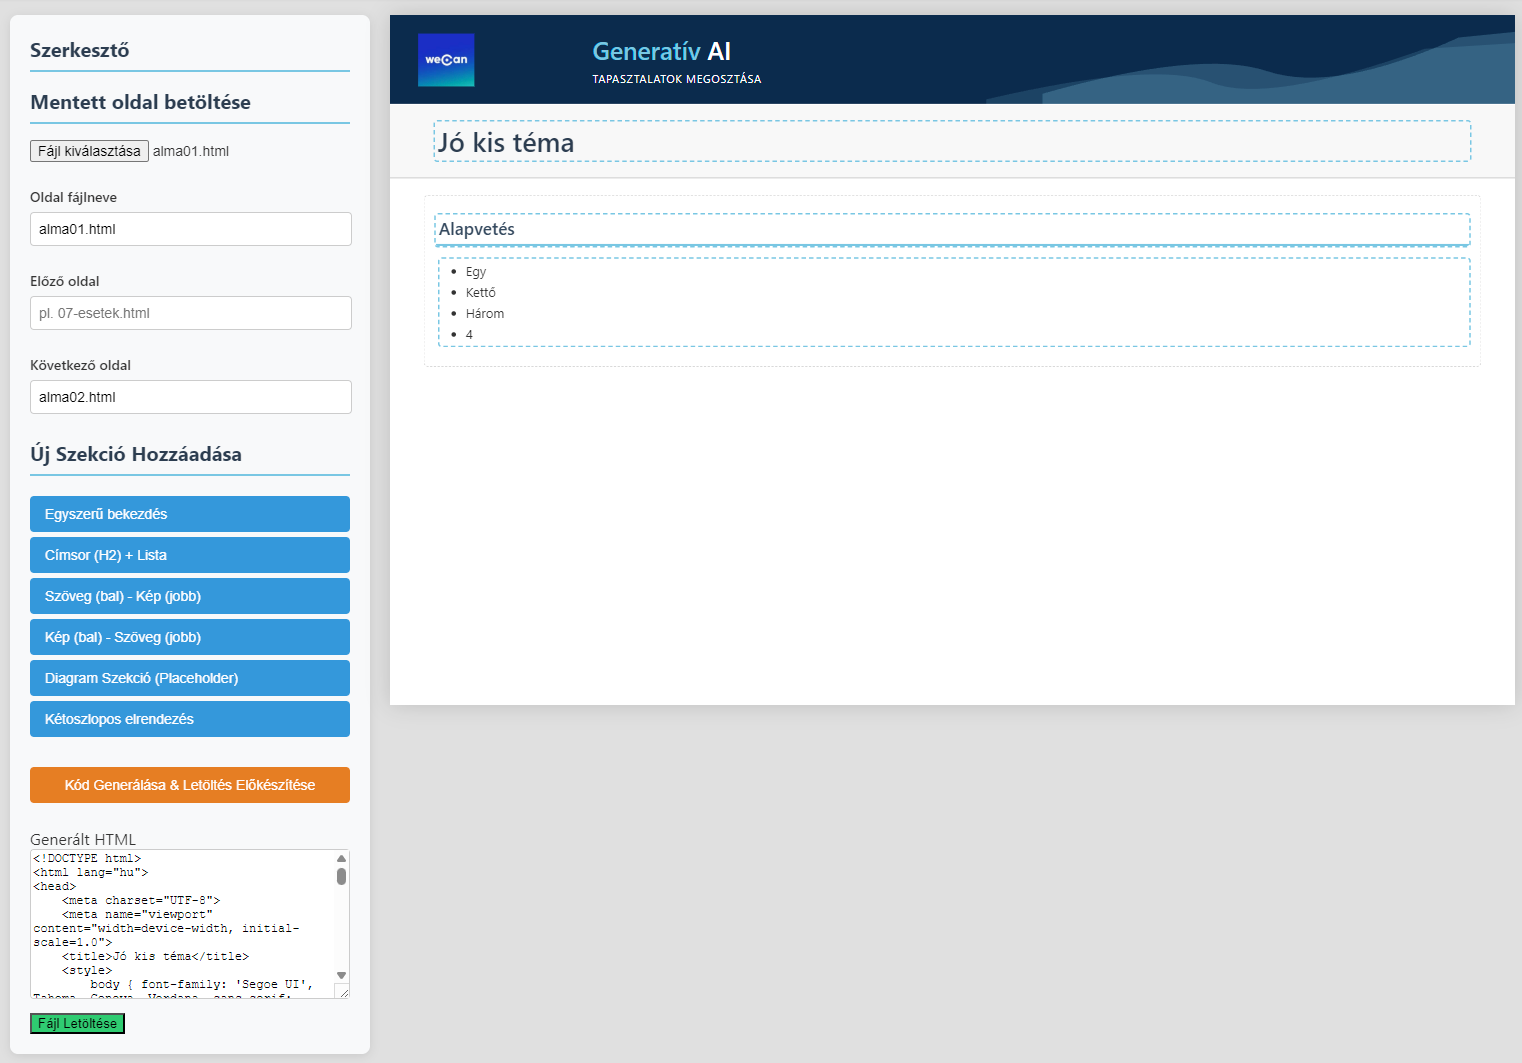 Szerkesztő
Mentett oldal betöltése
Fájl kiválasztása alma01.html
Oldal fájlneve
alma01.html
Előző oldal
pl. 07-esetek.html
Következő oldal
alma02.html
Új Szekció Hozzáadása
Egyszerű bekezdés
Címsor (H2) + Lista
Szöveg (bal) - Kép (jobb)
Kép (bal) - Szöveg (jobb)
Diagram Szekció (Placeholder)
Kétoszlopos elrendezés
Kód Generálása & Letöltés Előkészítése
Generált HTML
<!DOCTYPE html>
<html lang="hu">
<head>
    <meta charset="UTF-8">
    <meta name="viewport"
content="width=device-width, initial-
scale=1.0">
    <title>Jó kis téma</title>
    <style>
        body { font-family: 'Segoe UI',
Tahoma, Geneva, Verdana, sans-serif;
Fájl Letöltése
weCan
Generatív AI
TAPASZTALATOK MEGOSZTÁSA
Jó kis téma
Alapvetés
• Egy
• Kettő
• Három
• 4